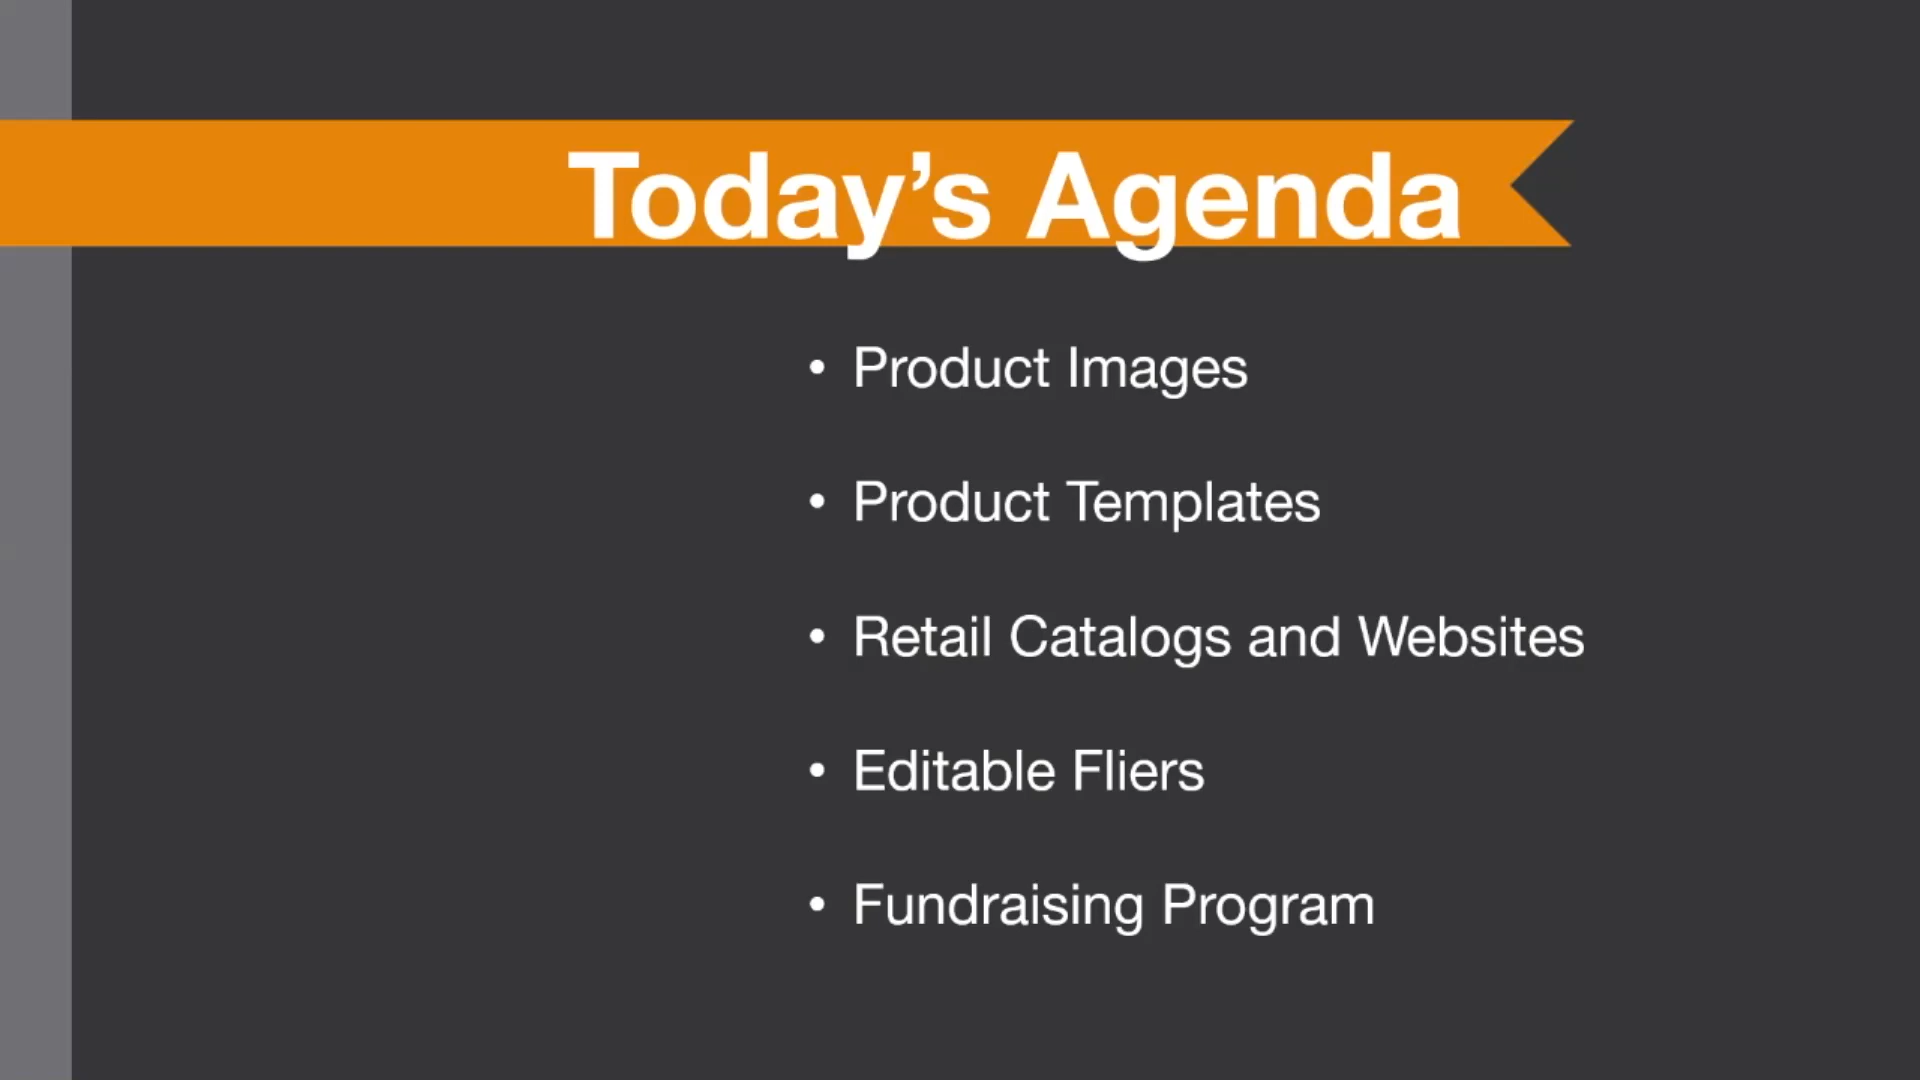 Today’s Agenda
• Product Images
• Product Templates
• Retail Catalogs and Websites
• Editable Fliers
• Fundraising Program